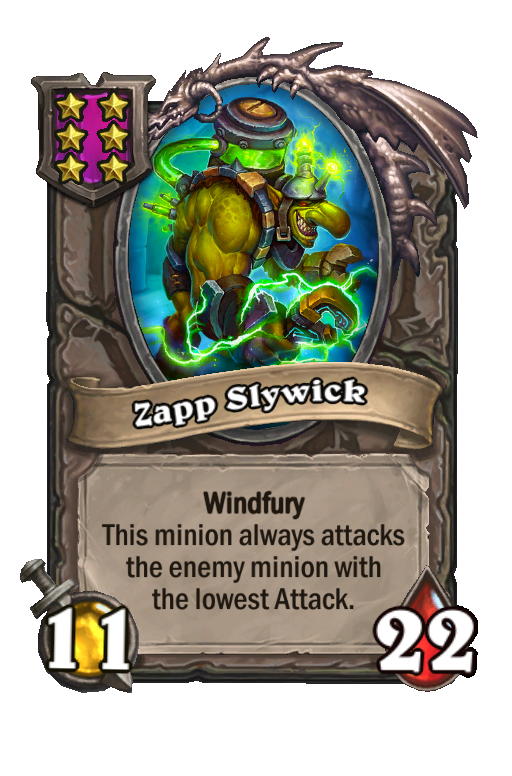 Zapp Slywick
Windfury
This minion always attacks
the enemy minion with
the lowest Attack.
11
22